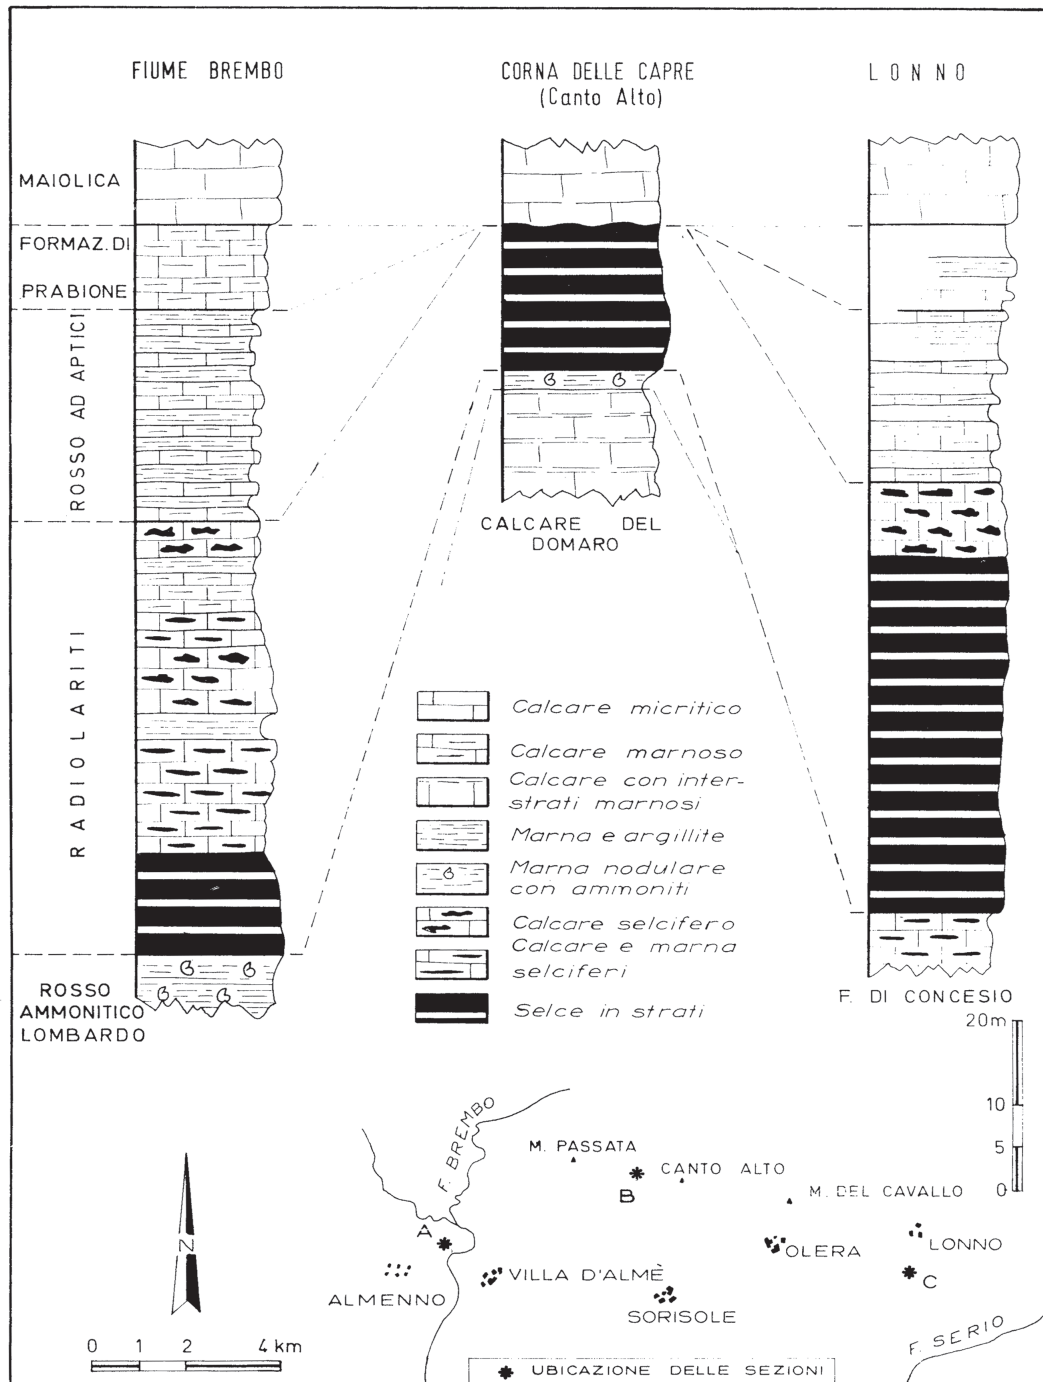 FIUME BREMBO
CORNA DELLE CAPRE
(Canto Alto)
LONNO
MAIOLICA
FORMAZ. DI
PRABIONE
ROSSO AD APTICI
RADIOLARITI
ROSSO
AMMONITICO
LOMBARDO
CALCARE DEL
DOMARO
F. DI CONCESIO
Calcare micritico
Calcare marnoso
Calcare con inter-
strati marnosi
Marna e argillite
Marna nodulare
con ammoniti
Calcare selcifero
Calcare e marna
selciferi
Selce in strati
20m
10
5
0
F. BREMBO
M. PASSATA
CANTO ALTO
B
M. DEL CAVALLO
A
OLERA
LONNO
C
ALMENNO
VILLA D'ALMÈ
SORISOLE
F. SERIO
N
0 1 2 4 km
UBICAZIONE DELLE SEZIONI